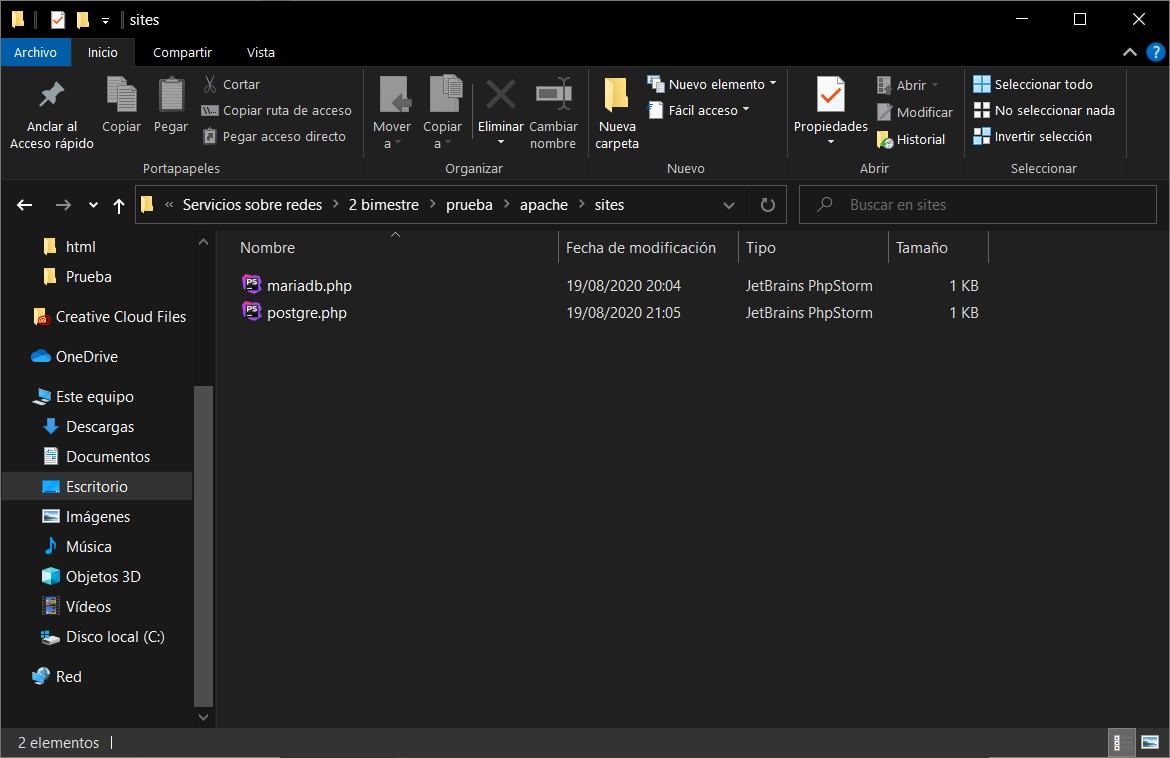 sites
Archivo Inicio Compartir Vista
Anclar al
Acceso rápido
Copiar
Pegar
Cortar
Copiar ruta de acceso
Pegar acceso directo
Portapapeles
Mover
a
Copiar
a
Eliminar
Cambiar
nombre
Organizar
Nueva
carpeta
Nuevo elemento
Fácil acceso
Nuevo
Propiedades
Abrir
Modificar
Historial
Abrir
Seleccionar todo
No seleccionar nada
Invertir selección
Seleccionar
« Servicios sobre redes > 2 bimestre > prueba > apache > sites
Buscar en sites
html
Prueba
Creative Cloud Files
OneDrive
Este equipo
Descargas
Documentos
Escritorio
Imágenes
Música
Objetos 3D
Vídeos
Disco local (C:)
Red
Nombre Fecha de modificación Tipo Tamaño
PS mariadb.php 19/08/2020 20:04 JetBrains PhpStorm 1 KB
PS postgre.php 19/08/2020 21:05 JetBrains PhpStorm 1 KB
2 elementos